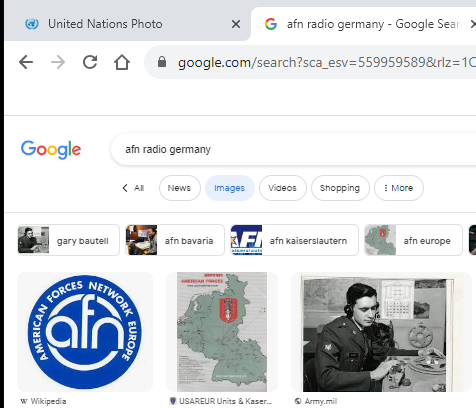 United Nations Photo
afn radio germany - Google Sear
google.com/search?sca_esv=559959589&rlz=1C
Google
afn radio germany
All News Images Videos Shopping More
gary bautell afn bavaria afn kaiserslautern afn europe
AMERICAN FORCES NETWORK EUROPE
afn
AMERICAN FORCES
Wikipedia
USAREUR Units & Kaser...
Army.mil